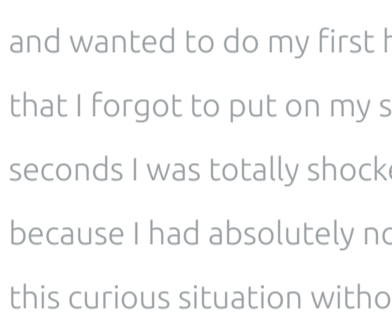 and wanted to do my first
that I forgot to put on my
seconds I was totally
because I had absolutely
this curious situation